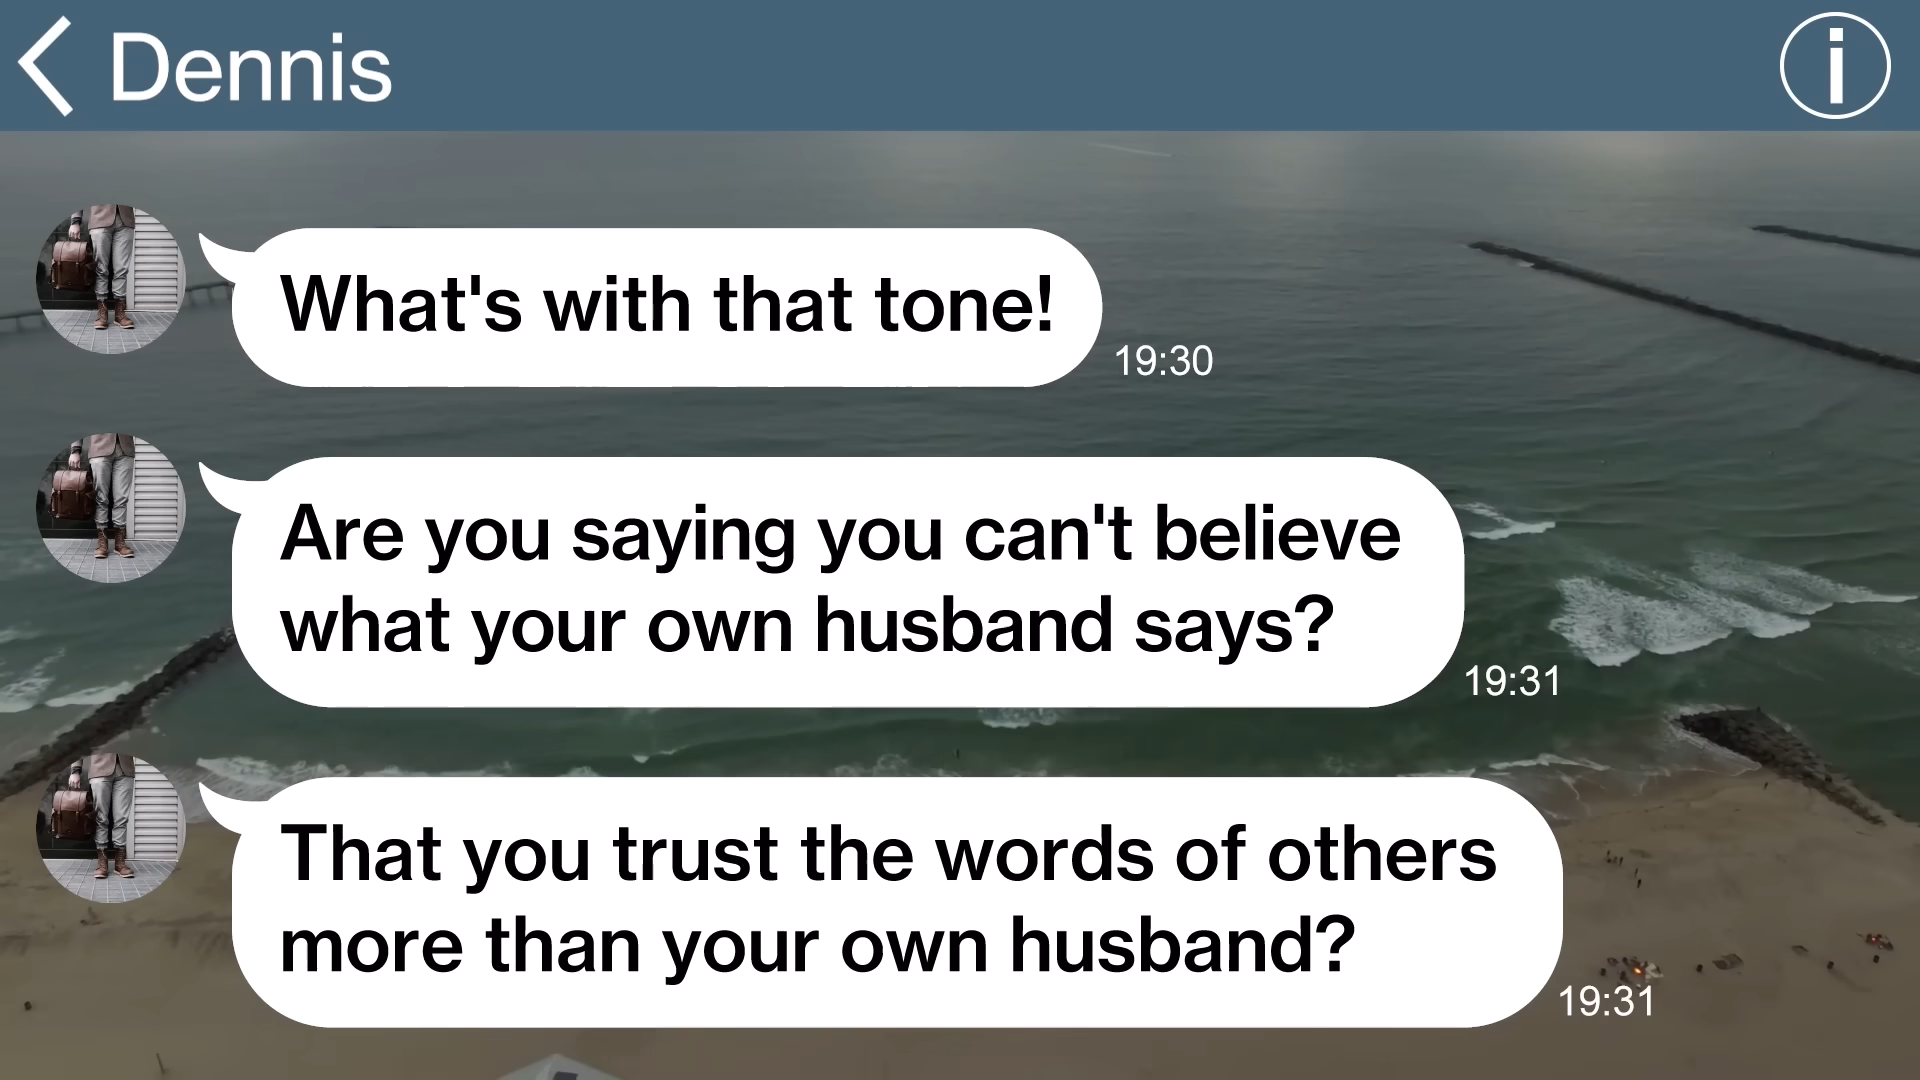 Dennis
What's with that tone!
19:30
Are you saying you can't believe
what your own husband says?
19:31
That you trust the words of others
more than your own husband?
19:31